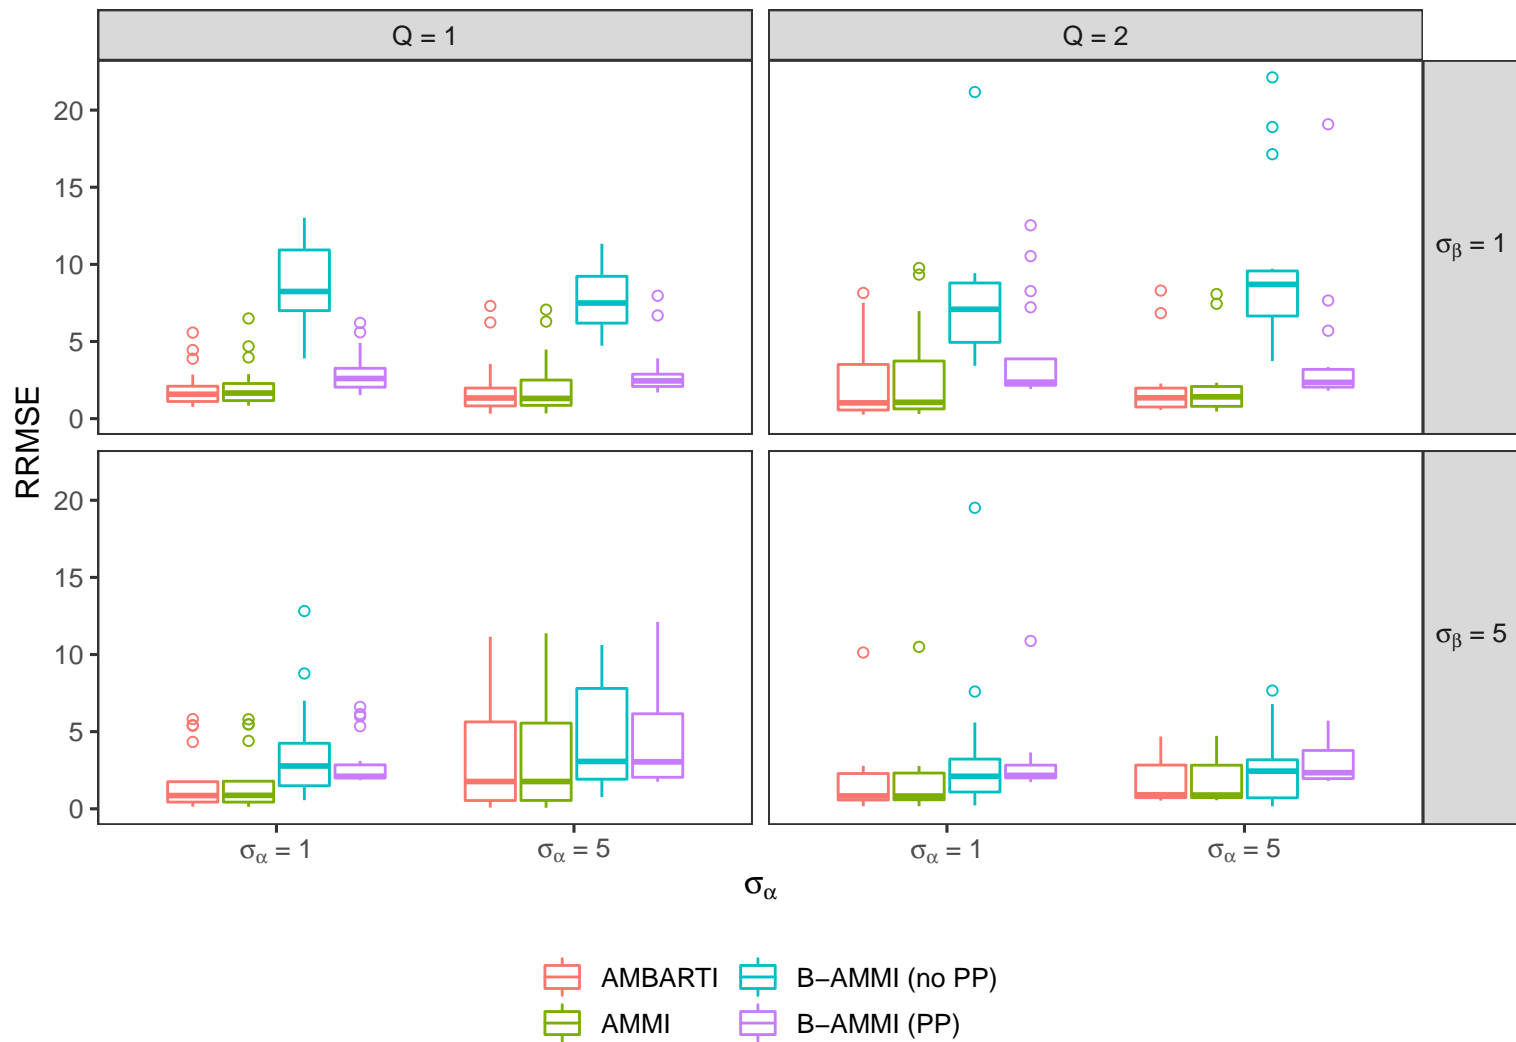 Q = 1
Q = 2
20
15
10
5
0
σβ = 1
RRMSE
20
15
10
5
0
σβ = 5
σα = 1
σα = 5
σα = 1
σα = 5
σα
AMBARTI
B−AMMI (no PP)
AMMI
B−AMMI (PP)